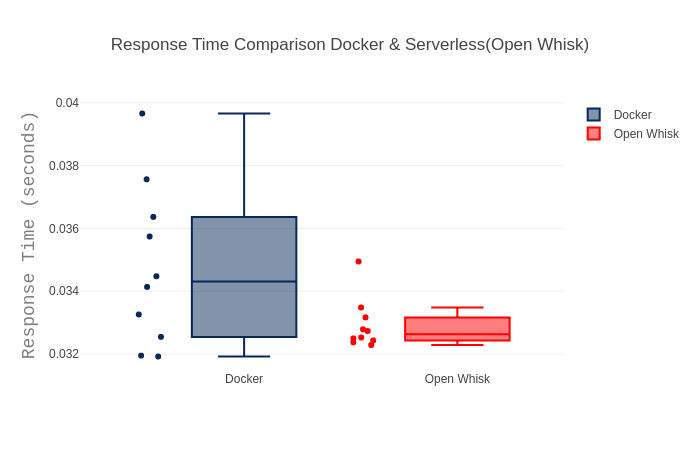 Response Time Comparison Docker & Serverless(Open Whisk)
Response Time (seconds)
0.04
0.038
0.036
0.034
0.032
Docker
Open Whisk
Docker
Open Whisk